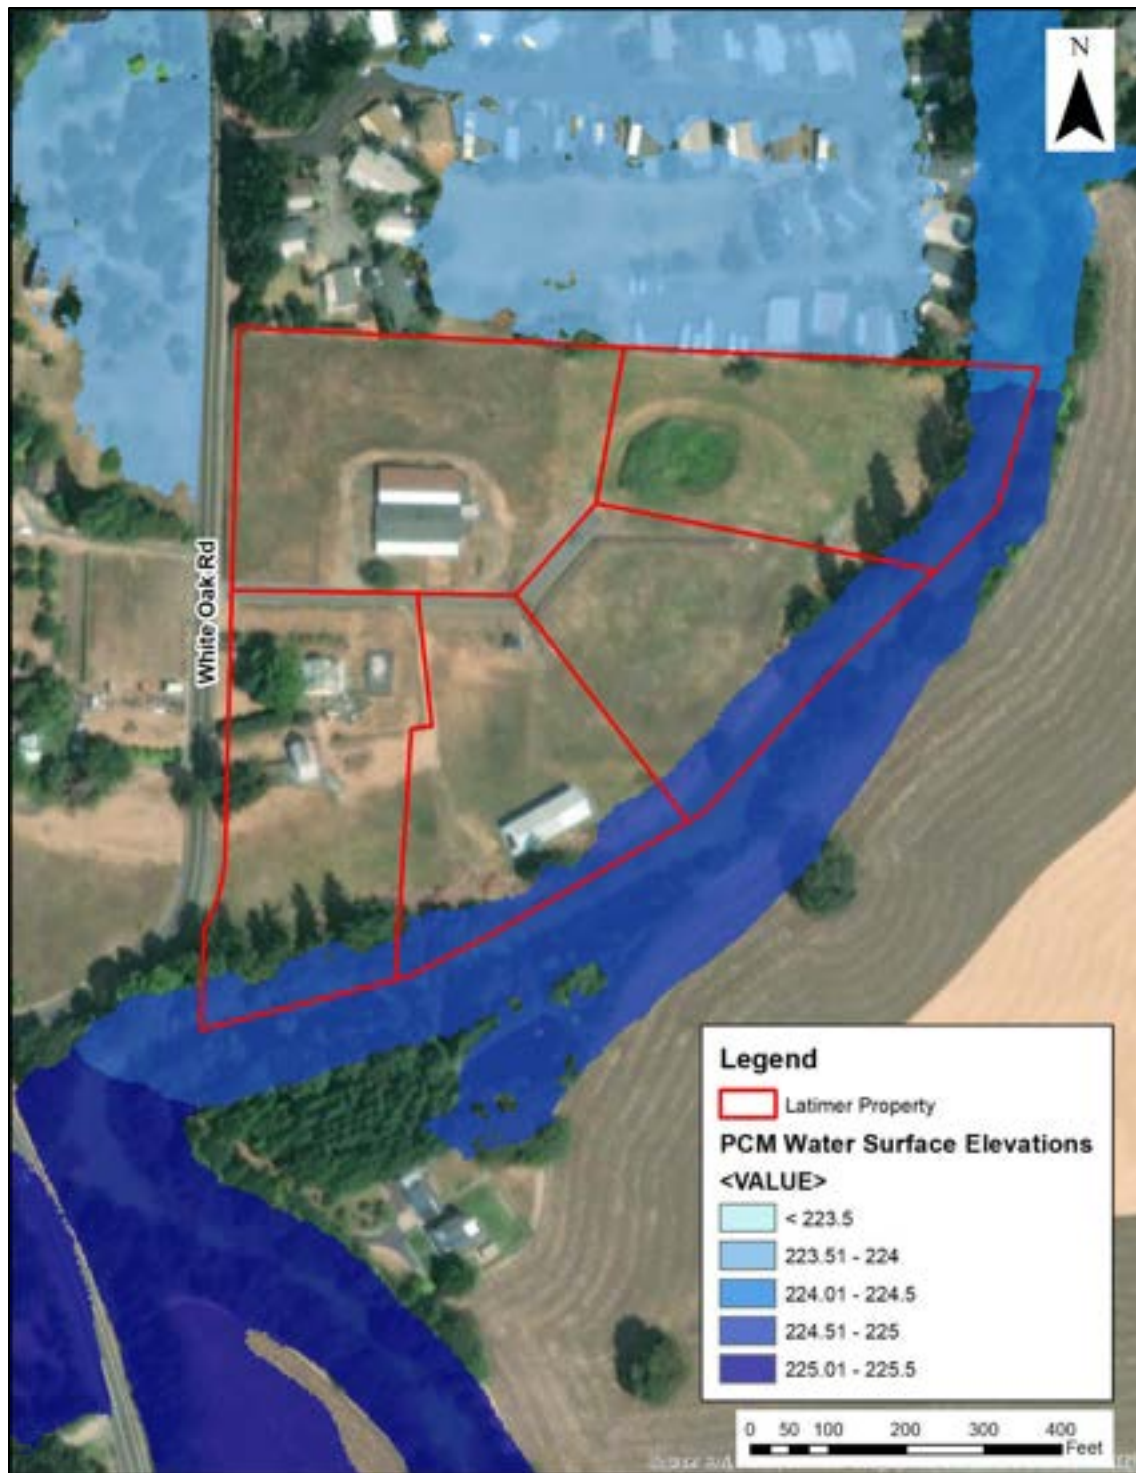 N
White Oak Rd
Legend
Latimer Property
PCM Water Surface Elevations
<VALUE>
< 223.5
223.51 - 224
224.01 - 224.5
224.51 - 225
225.01 - 225.5
0 50 100 200 300 400
Feet